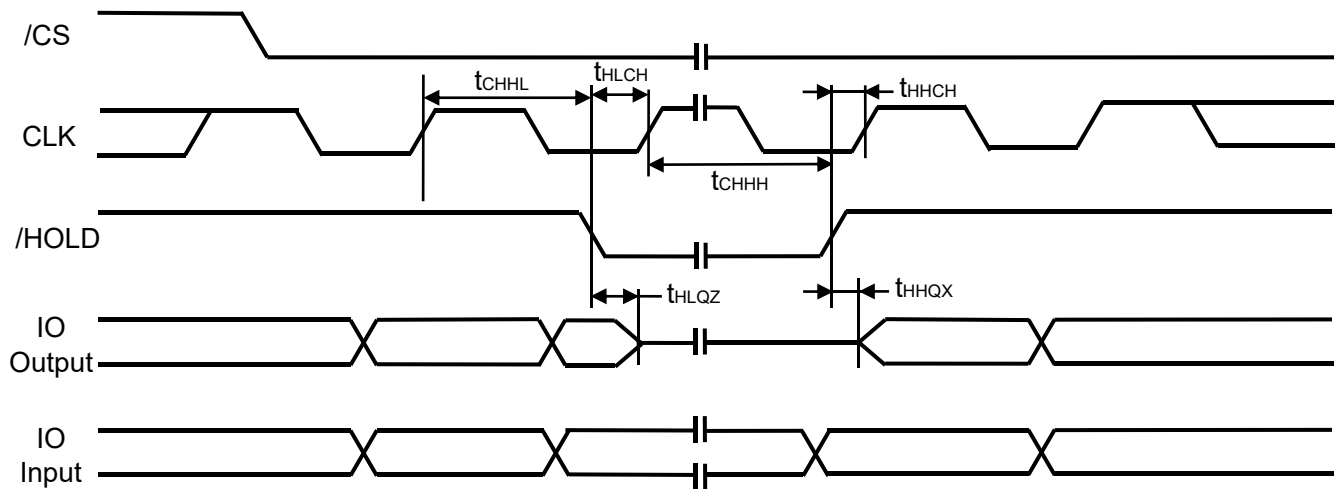 /CS
tCHHL
tHLCH
tHHCH
CLK
tCHHH
/HOLD
tHLQZ
tHHQX
IO
Output
IO
Input